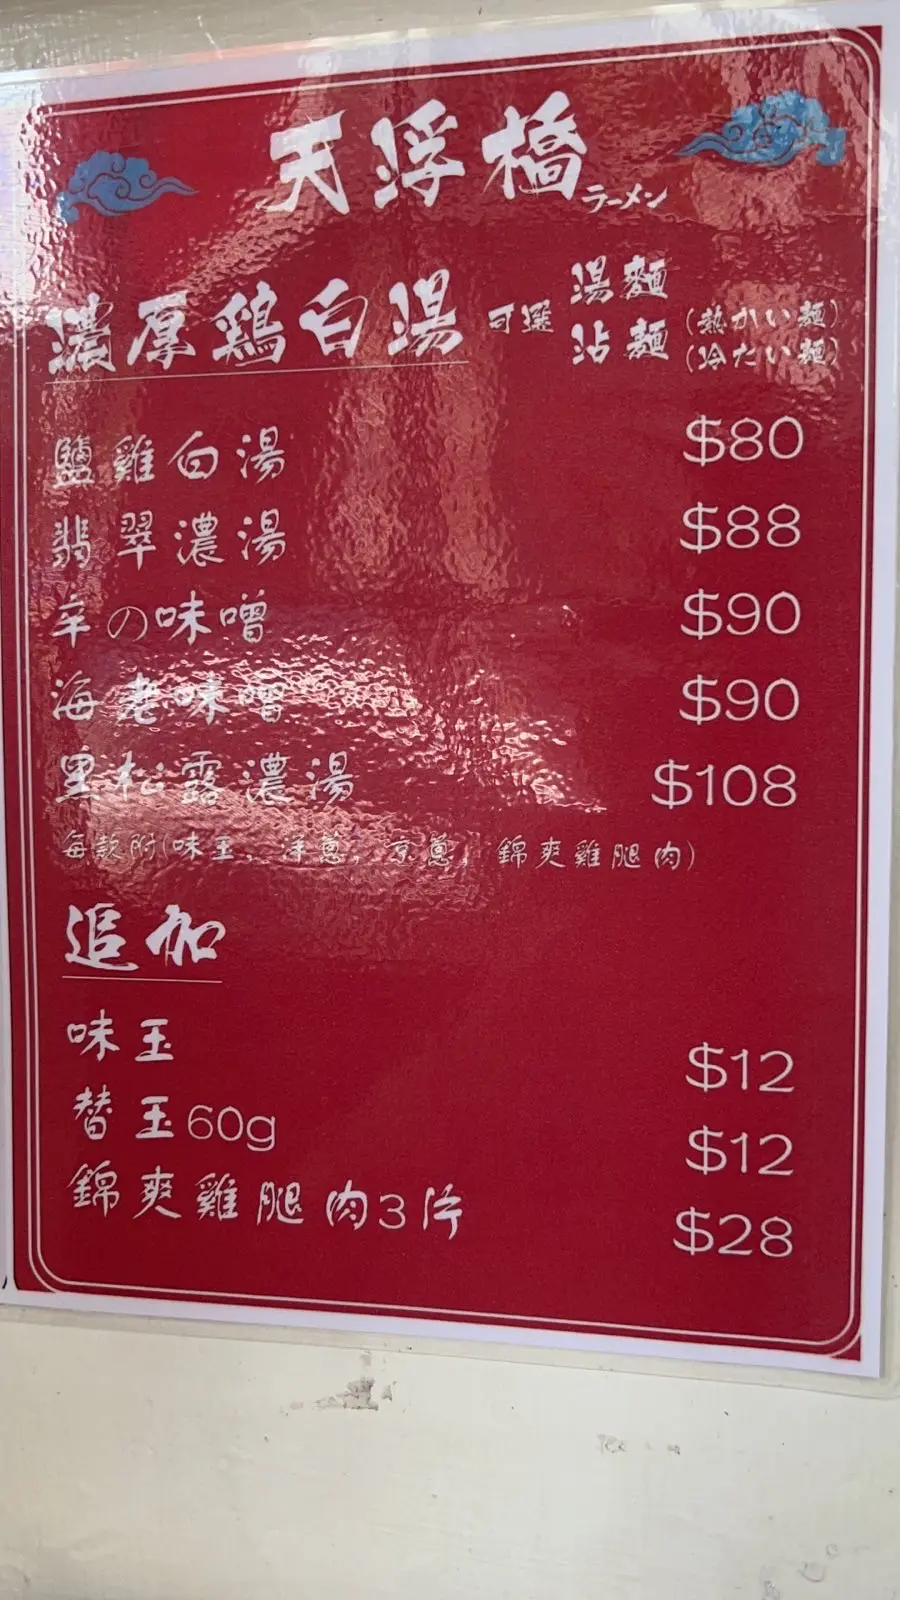 天浮橋 ラーメン
濃厚鶏白湯 可選 湯麵 (熱かい麵)
沾麵 (冷たい麵)
鹽雞白湯 $80
翡翠濃湯 $88
辛の味噌 $90
海老味噌 $90
黑松露濃湯 $108
每款附(味玉，洋蔥，京蔥，錦爽雞腿肉)
追加
味玉 $12
替玉60g $12
錦爽雞腿肉3片 $28